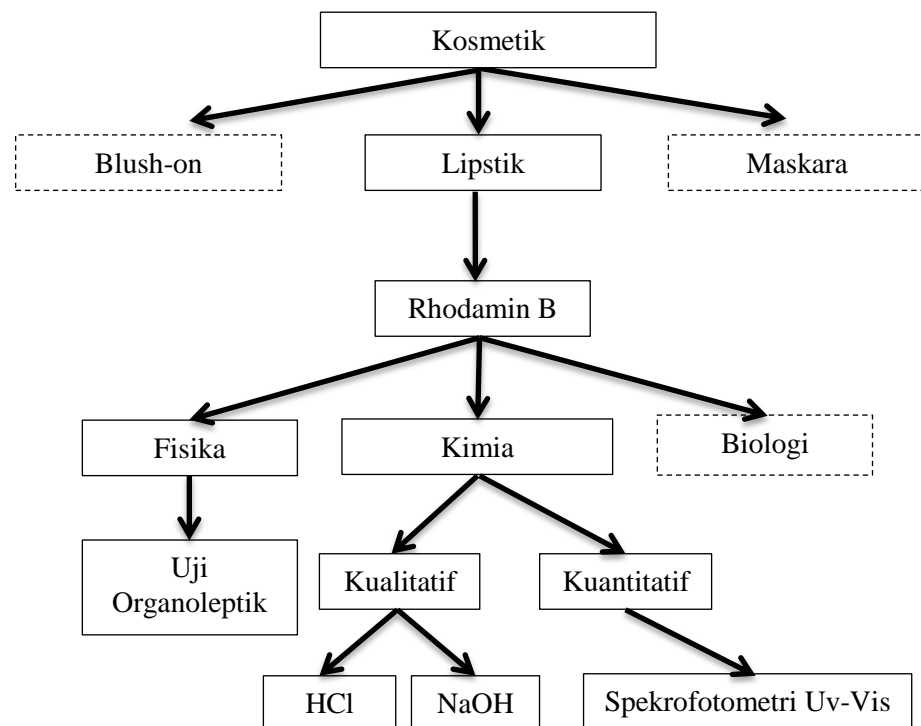 Kosmetik
Blush-on
Lipstik
Maskara
Rhodamin B
Fisika
Kimia
Biologi
Uji
Organoleptik
Kualitatif
Kuantitatif
HCl
NaOH
Spekrofotometri Uv-Vis